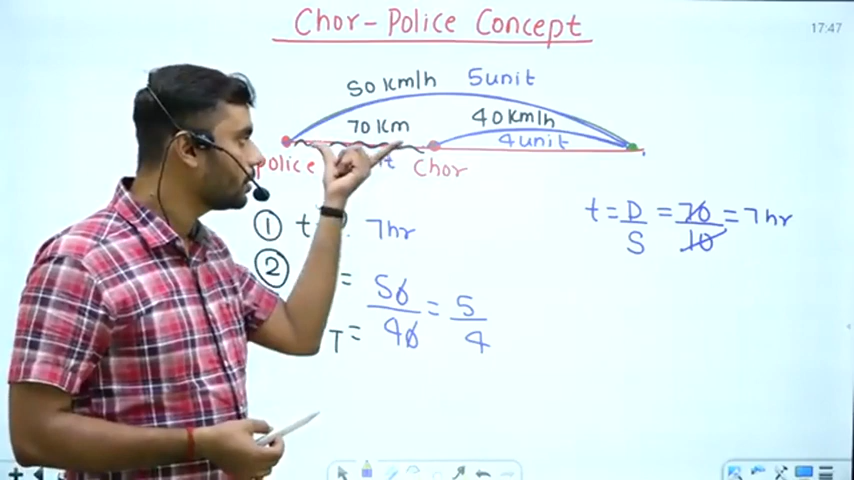 Chor-Police Concept
17:47
50 km/h 5unit
70 km 40 km/h
4unit
police Chor
t = D/S = 70/10 = 7hr
① t 7hr
②
= 50/40 = 5/4
T =